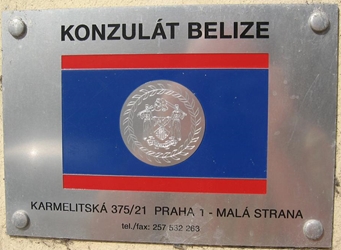 KONZULÁT BELIZE
KARMELITSKÁ 375/21 PRAHA 1 - MALÁ STRANA
tel./fax: 257 532 263